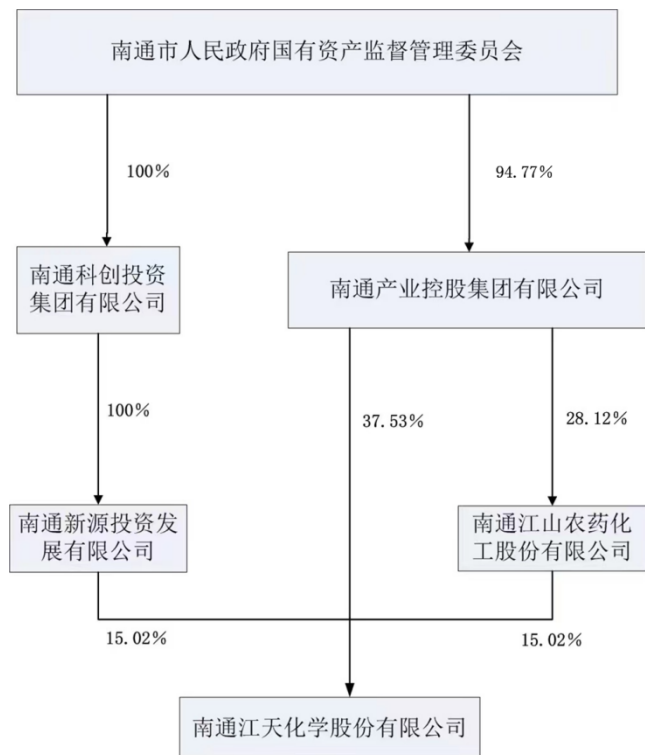 南通市人民政府国有资产监督管理委员会
100%
94.77%
南通科创投资
集团有限公司
南通产业控股集团有限公司
100%
37.53%
28.12%
南通新源投资发
展有限公司
南通江山农药化
工股份有限公司
15.02%
15.02%
南通江天化学股份有限公司